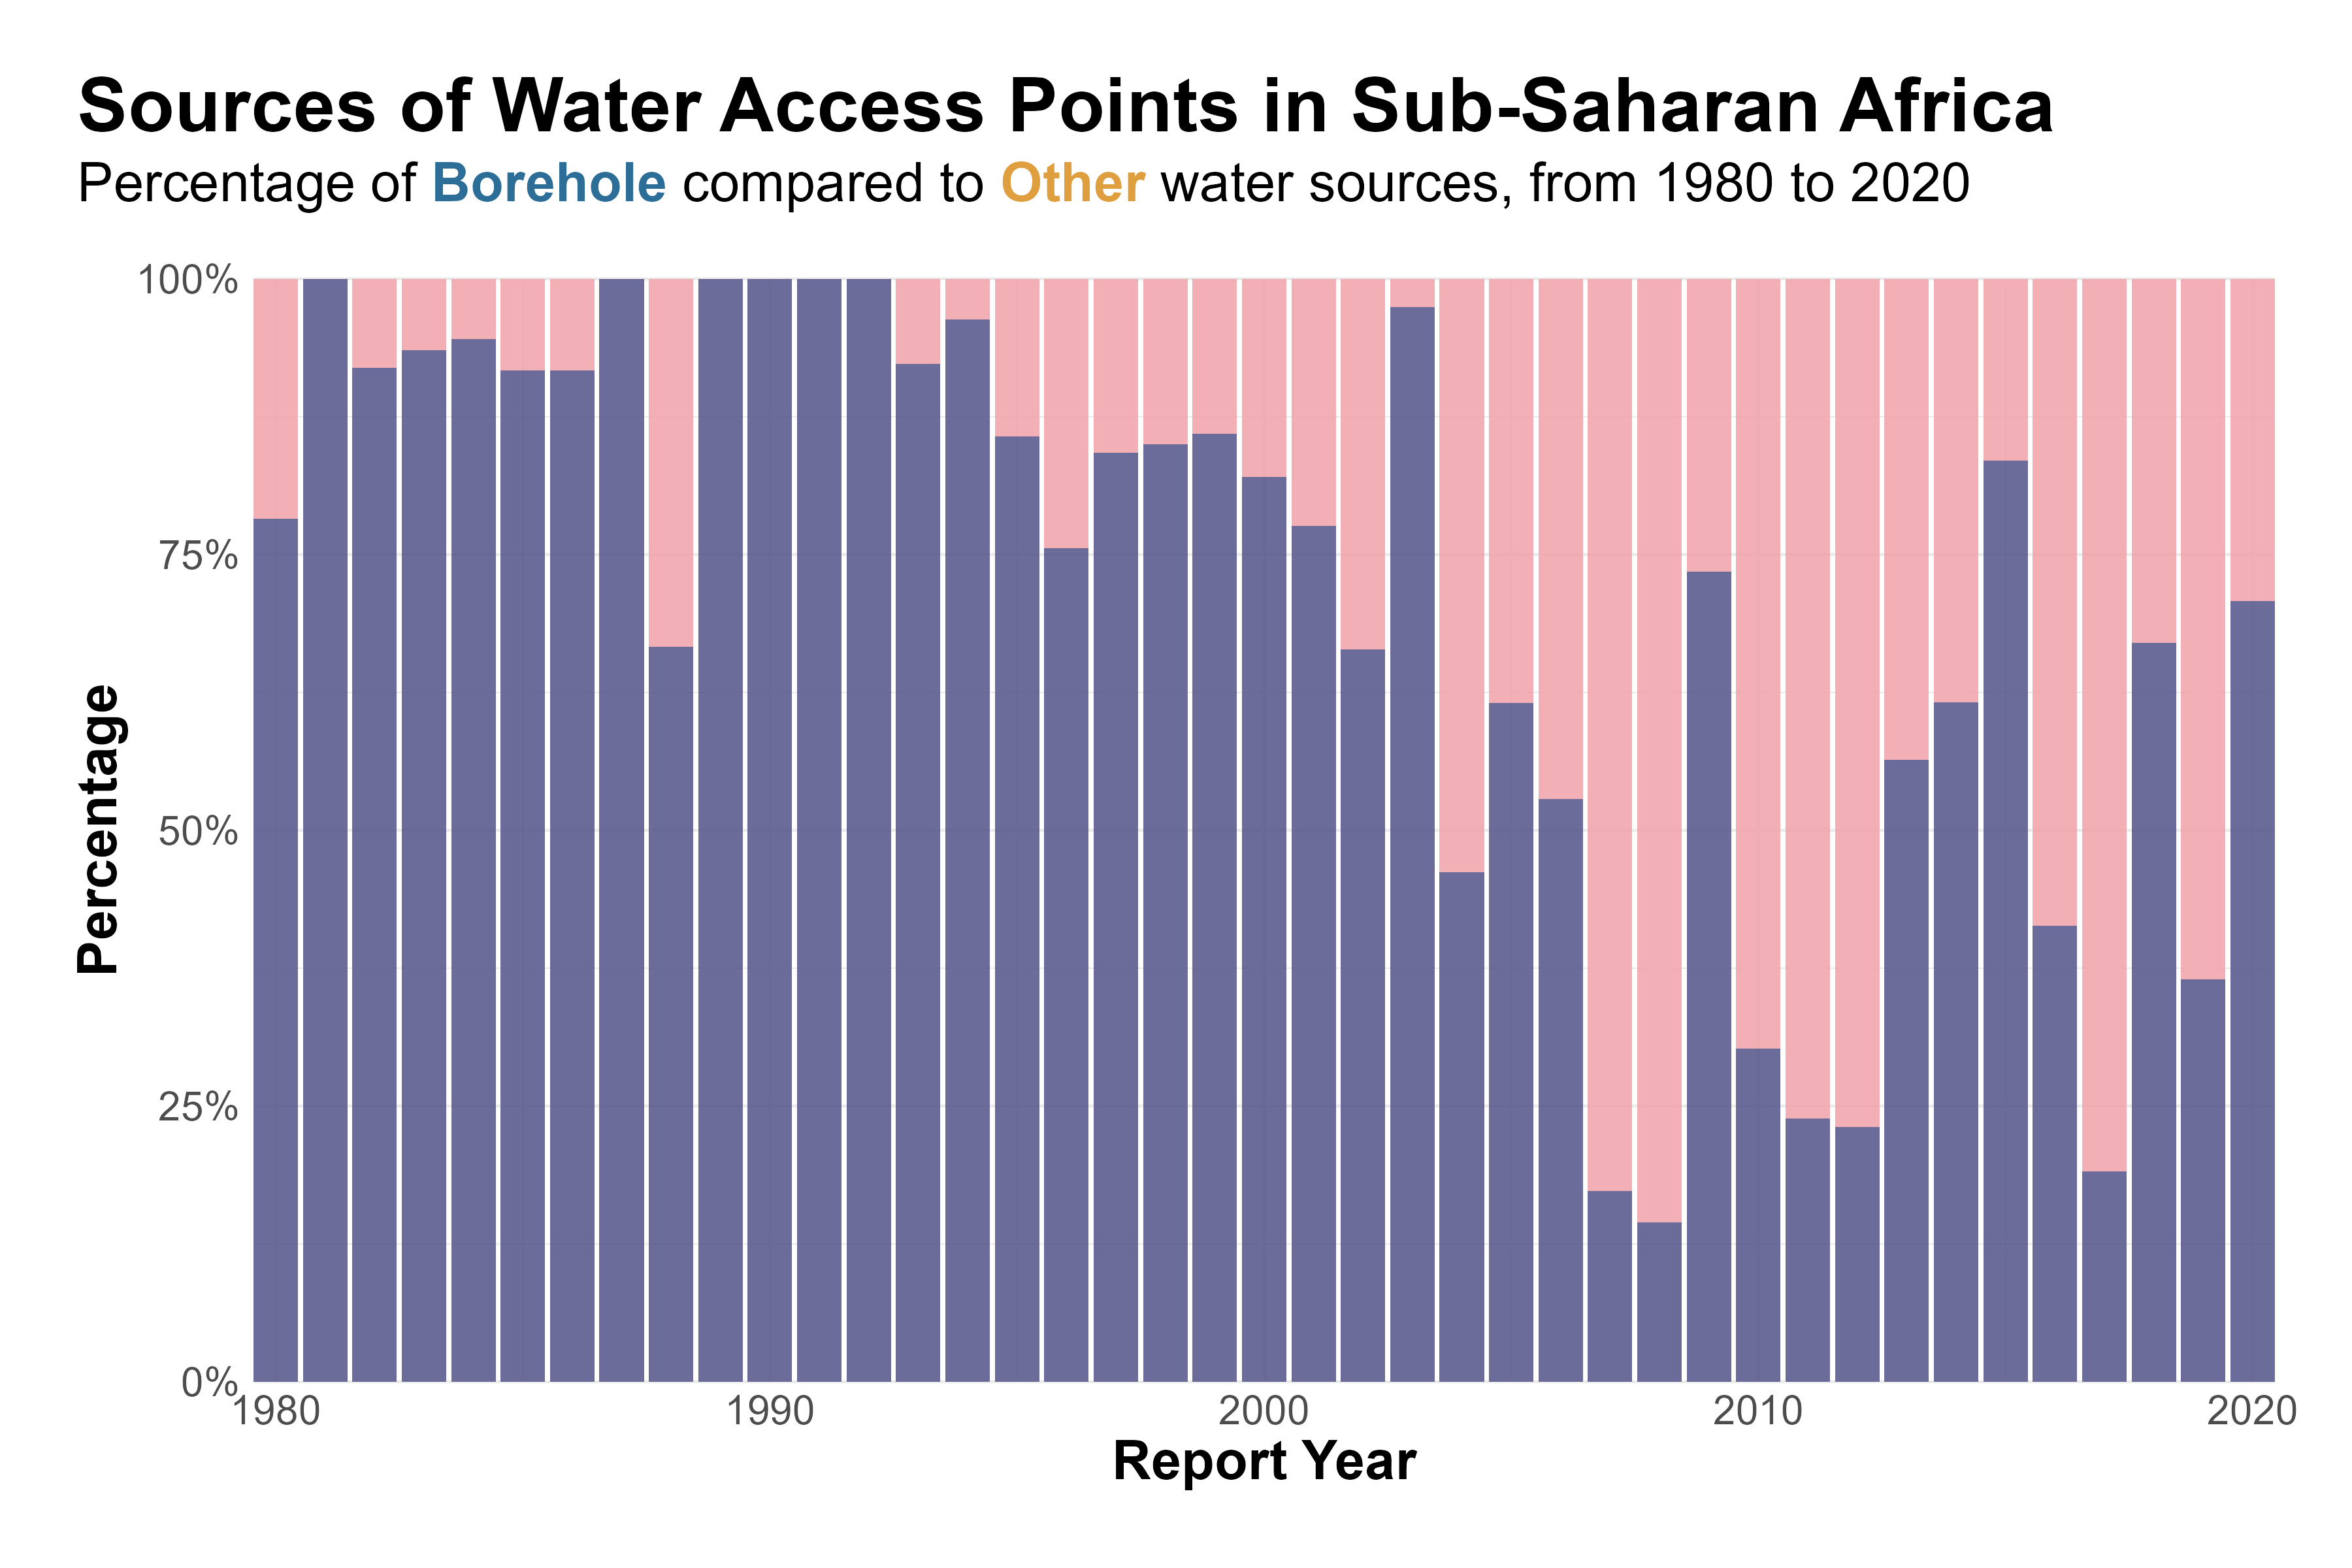 Sources of Water Access Points in Sub-Saharan Africa
Percentage of Borehole compared to Other water sources, from 1980 to 2020
100%
75%
50%
25%
0%
Percentage
1980
1990
2000
2010
2020
Report Year